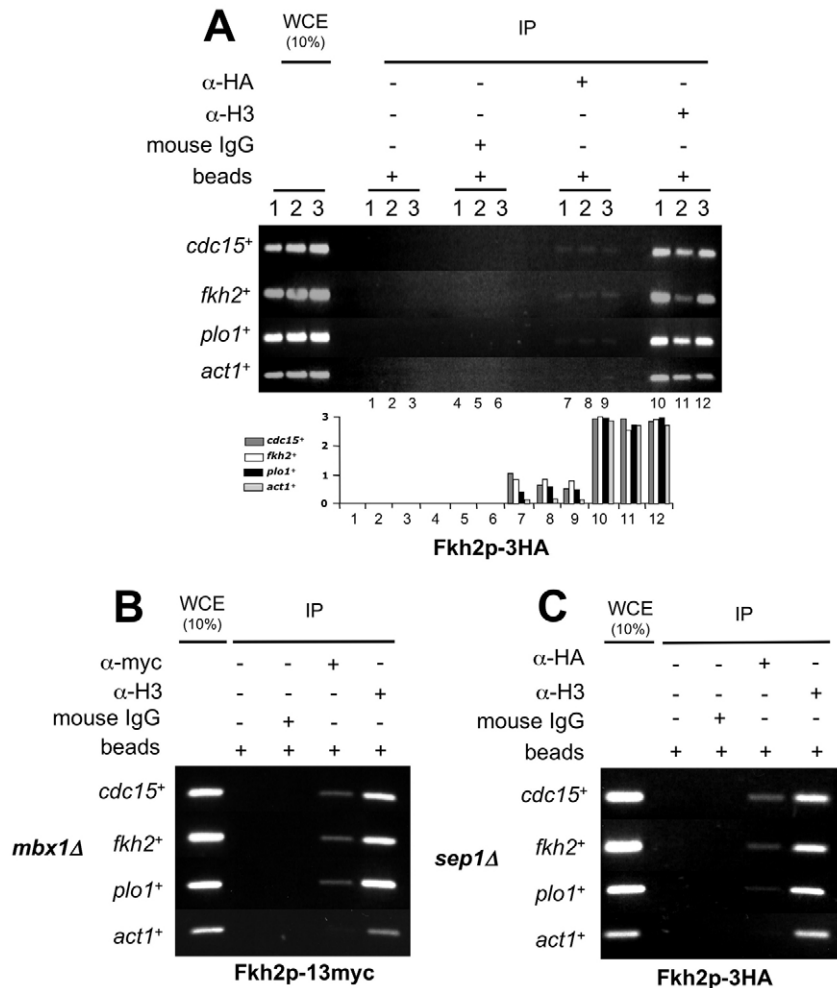 A
WCE
(10%)
IP
α-HA - - + -
α-H3 - - - +
mouse IgG - + - -
beads + + + +
1 2 3 1 2 3 1 2 3 1 2 3 1 2 3
cdc15⁺
fkh2⁺
plo1⁺
act1⁺
1 2 3 4 5 6 7 8 9 10 11 12
3
2
1
0
cdc15⁺
fkh2⁺
plo1⁺
act1⁺
1 2 3 4 5 6 7 8 9 10 11 12
Fkh2p-3HA
B
WCE
(10%)
IP
α-myc - - + -
α-H3 - - - +
mouse IgG - + - -
beads + + + +
cdc15⁺
mbx1Δ
fkh2⁺
plo1⁺
act1⁺
Fkh2p-13myc
C
WCE
(10%)
IP
α-HA - - + -
α-H3 - - - +
mouse IgG - + - -
beads + + + +
cdc15⁺
sep1Δ
fkh2⁺
plo1⁺
act1⁺
Fkh2p-3HA